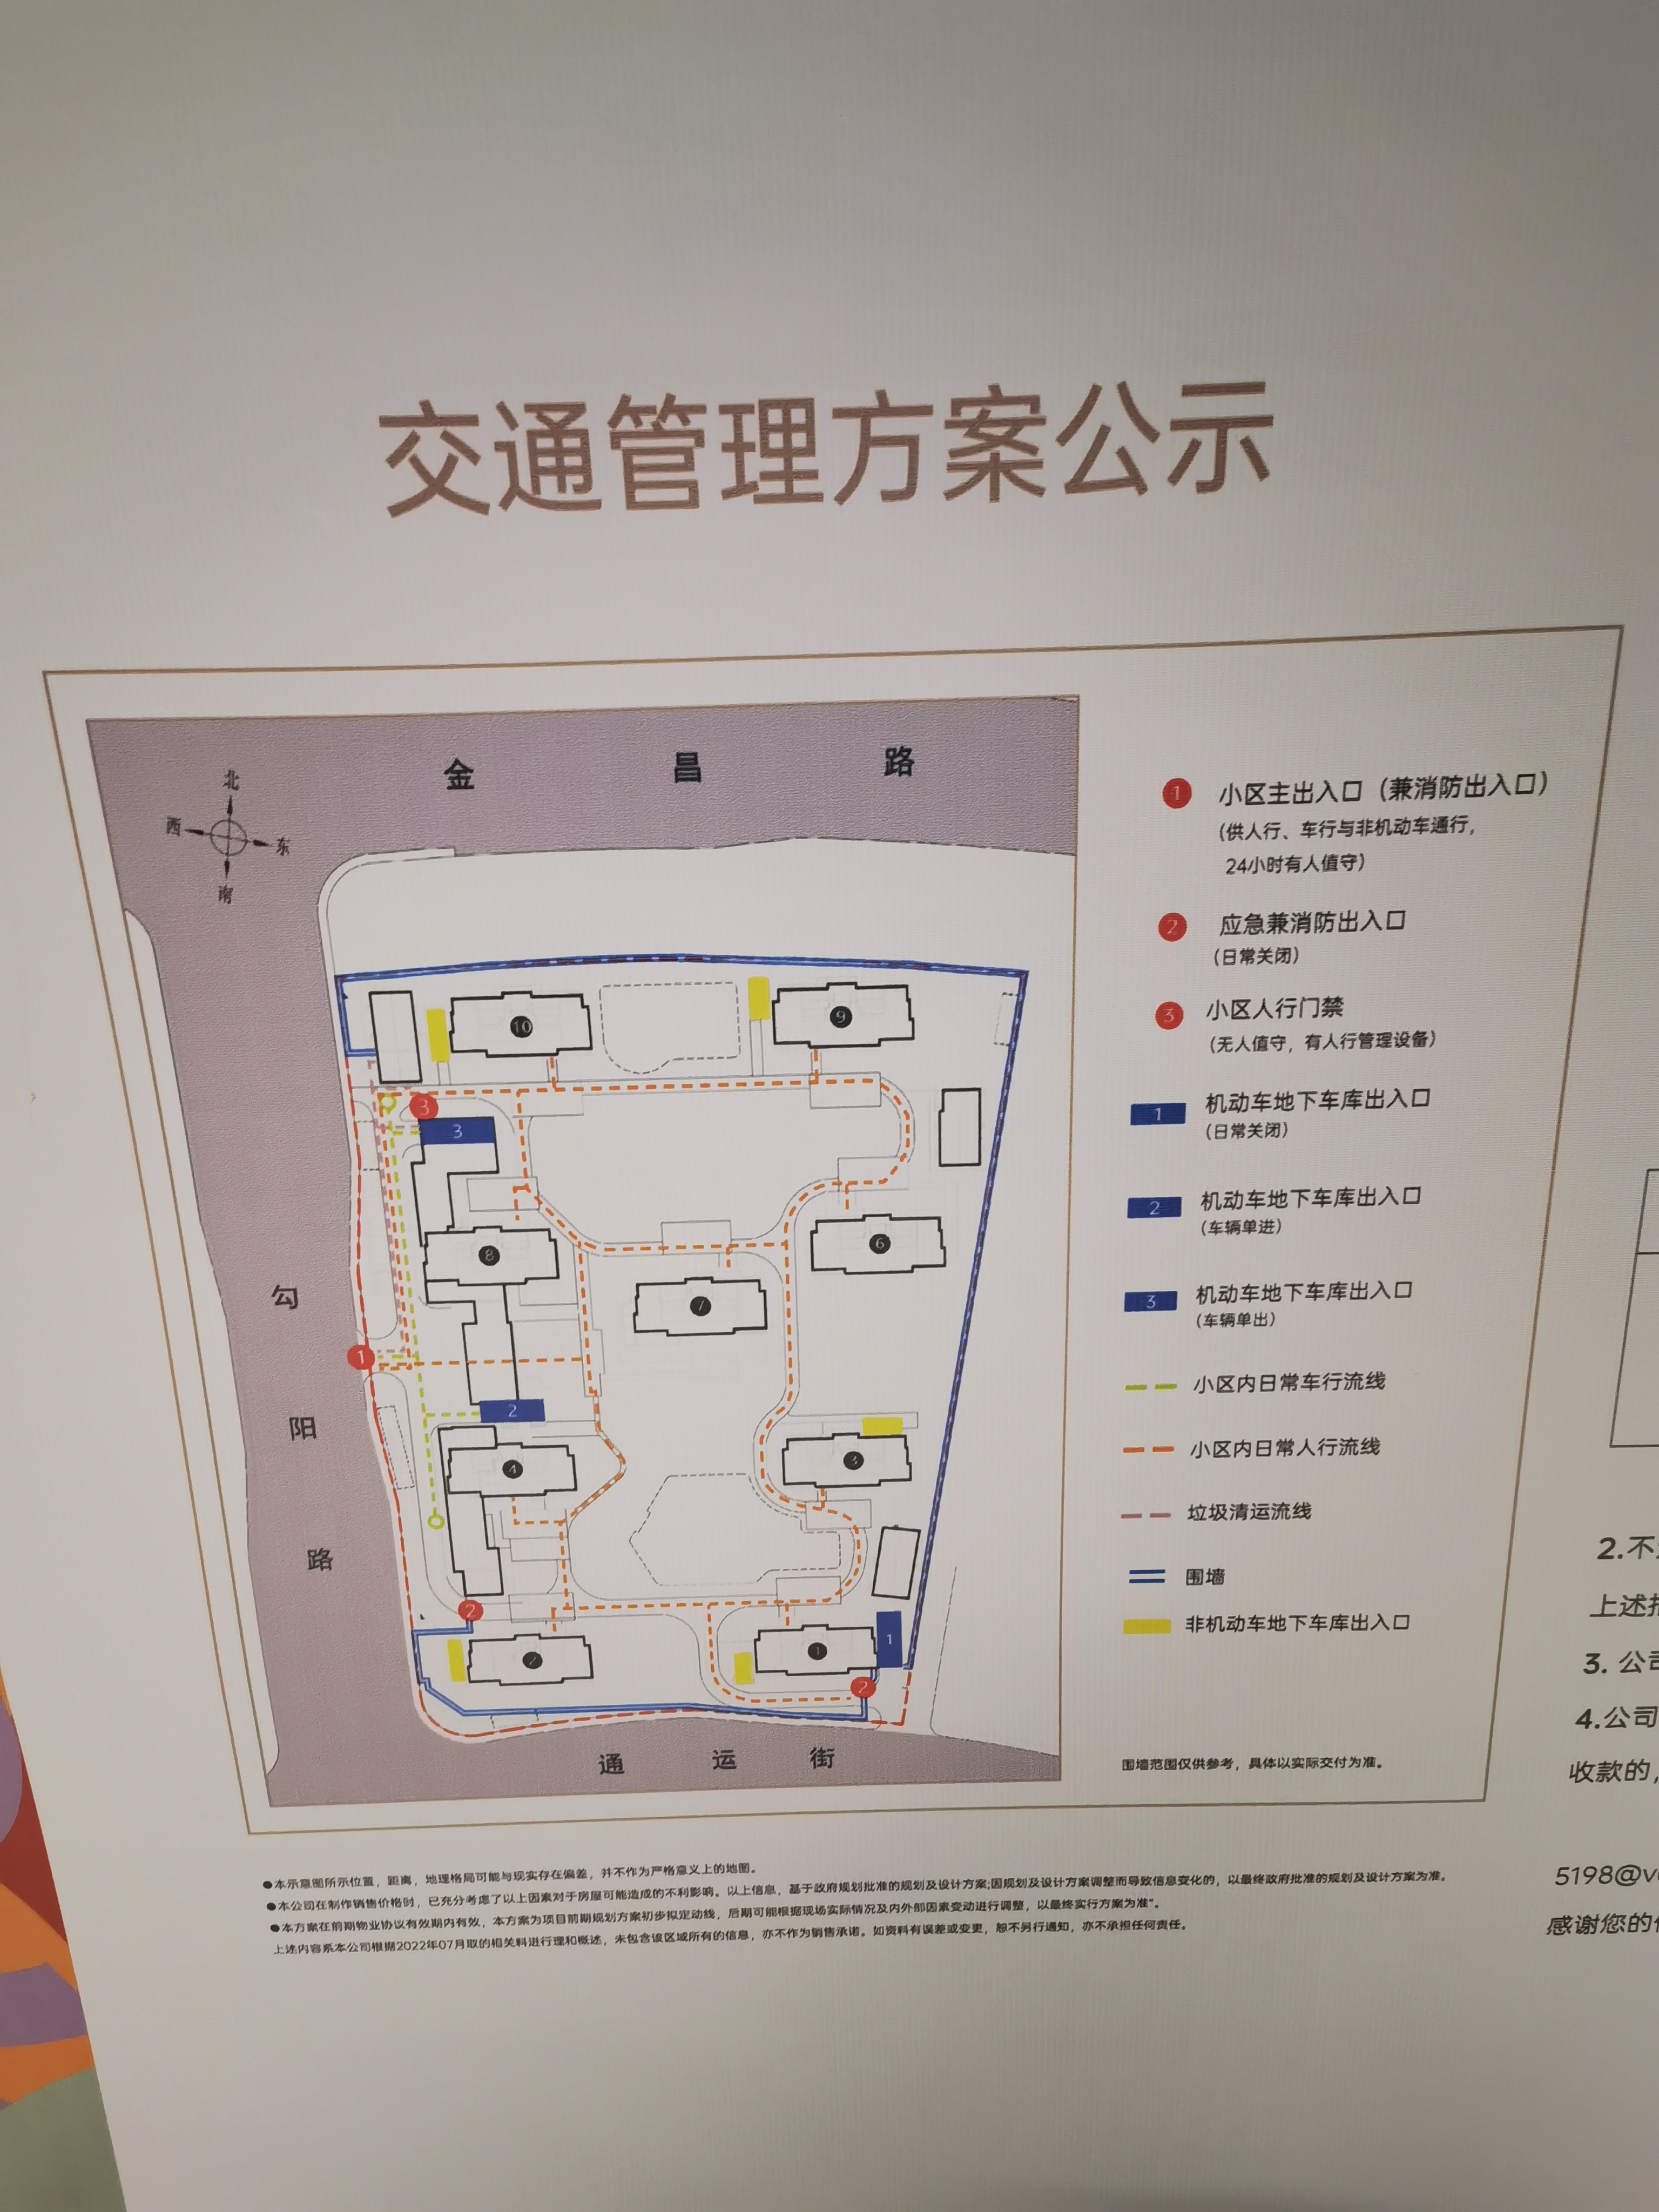 交通管理方案公示
金昌路
北
西
东
南
勾阳路
通运街
10
9
3
3
8
6
7
1
2
4
3
2
2
1
1
2
1 小区主出入口（兼消防出入口）
（供人行、车行与非机动车通行，
24小时有人值守）
2 应急兼消防出入口
（日常关闭）
3 小区人行门禁
（无人值守，有人行管理设备）
1 机动车地下车库出入口
（日常关闭）
2 机动车地下车库出入口
（车辆单进）
3 机动车地下车库出入口
（车辆单出）
小区内日常车行流线
小区内日常人行流线
垃圾清运流线
围墙
非机动车地下车库出入口
围墙范围仅供参考，具体以实际交付为准。
●本示意图所示位置，距离，地理格局可能与现实存在偏差，并不作为严格意义上的地图。
●本公司在制作销售价格时，已充分考虑了以上因素对于房屋可能造成的不利影响。以上信息，基于政府规划批准的规划及设计方案;因规划及设计方案调整而导致信息变化的，以最终政府批准的规划及设计方案为准。
●本方案在前期物业协议有效期内有效，本方案为项目前期规划方案初步拟定动线，后期可能根据现场实际情况及内外部因素变动进行调整，以最终实行方案为准"。
上述内容系本公司根据2022年07月取的相关料进行理和概述，未包含该区域所有的信息，亦不作为销售承诺。如资料有误差或变更，恕不另行通知，亦不承担任何责任。
2.不
上述
3. 公司
4.公司
收款的，
5198@v
感谢您的